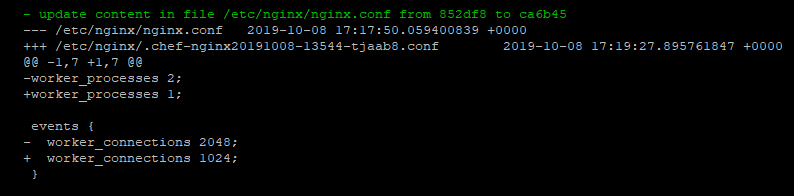 - update content in file /etc/nginx/nginx.conf from 852df8 to ca6b45
--- /etc/nginx/nginx.conf   2019-10-08 17:17:50.059400839 +0000
+++ /etc/nginx/.chef-nginx20191008-13544-tjaab8.conf        2019-10-08 17:19:27.895761847 +0000
@@ -1,7 +1,7 @@
-worker_processes 2;
+worker_processes 1;

 events {
-  worker_connections 2048;
+  worker_connections 1024;
 }